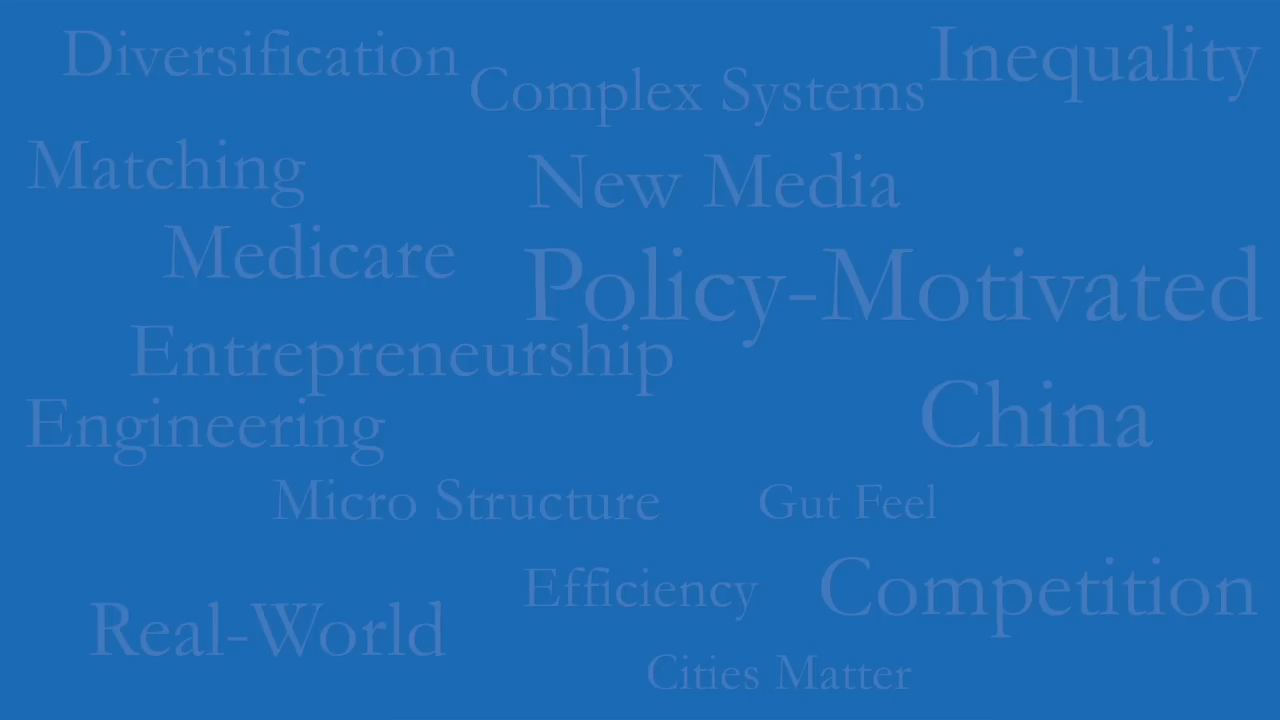 Diversification
Inequality
Complex Systems
Matching
New Media
Medicare
Policy-Motivated
Entrepreneurship
China
Engineering
Micro Structure
Gut Feel
Efficiency
Competition
Real-World
Cities Matter